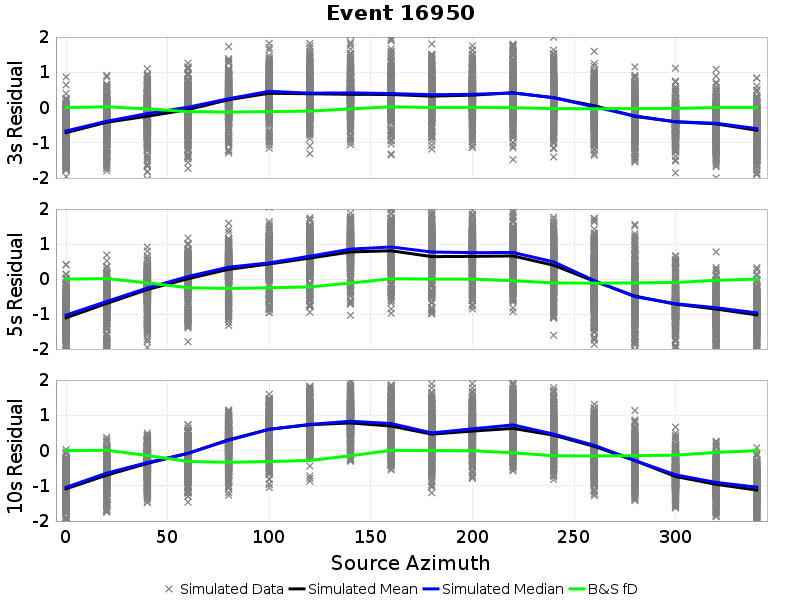 Event 16950
3s Residual
2
1
0
-1
-2
5s Residual
2
1
0
-1
-2
10s Residual
2
1
0
-1
-2
0 50 100 150 200 250 300
Source Azimuth
Simulated Data Simulated Mean Simulated Median B&S fD